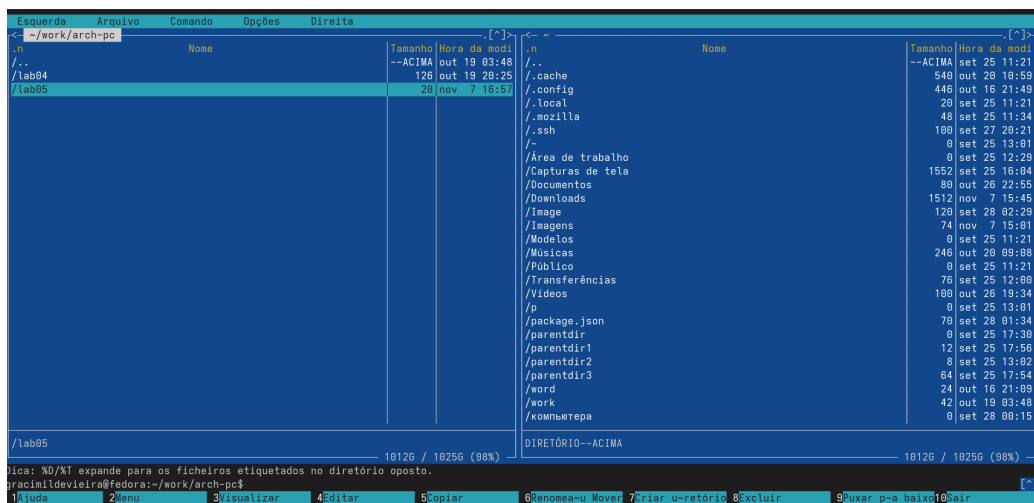 Esquerda Arquivo Comando Opções Direita
<– ~/work/arch-pc .[^]>
.n Nome Tamanho Hora da modi
/.. --ACIMA out 19 03:48
/lab04 126 out 19 20:25
/lab05 20 nov 7 16:57
/lab05
1012G / 1025G (98%)
<– ~ .[^]>
.n Nome Tamanho Hora da modi
/.. --ACIMA set 25 11:21
/.cache 540 out 20 10:59
/.config 446 out 16 21:49
/.local 20 set 25 11:21
/.mozilla 48 set 25 11:34
/.ssh 100 set 27 20:21
/- 0 set 25 13:01
/Área de trabalho 0 set 25 12:29
/Capturas de tela 1552 set 25 16:04
/Documentos 80 out 26 22:55
/Downloads 1512 nov 7 15:45
/Image 120 set 28 02:29
/Imagens 74 nov 7 15:01
/Modelos 0 set 25 11:21
/Músicas 246 out 20 09:08
/Público 0 set 25 11:21
/Transferências 76 set 25 12:00
/Vídeos 100 out 26 19:34
/p 0 set 25 13:01
/package.json 70 set 28 01:34
/parentdir 0 set 25 17:30
/parentdir1 12 set 25 17:56
/parentdir2 8 set 25 13:02
/parentdir3 64 set 25 17:54
/word 24 out 16 21:09
/work 42 out 19 03:48
/компьютера 0 set 28 00:15
DIRETÓRIO--ACIMA
1012G / 1025G (98%)
Dica: %D/%T expande para os ficheiros etiquetados no diretório oposto.
gracimildevieira@fedora:~/work/arch-pc$ [^]
1Ajuda 2Menu 3Visualizar 4Editar 5Copiar 6Renomea~u Mover 7Criar u~retório 8Excluir 9Puxar p~a baixo 10Sair